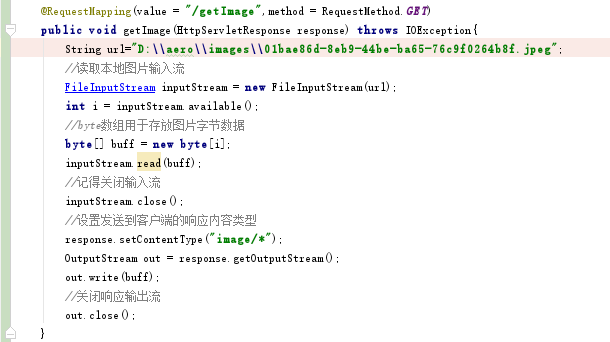 @RequestMapping(value = "/getImage",method = RequestMethod.GET)
public void getImage(HttpServletResponse response) throws IOException{
String url="D:\\aero\\images\\01bae86d-8eb9-44be-ba65-76c9f0264b8f.jpeg";
//读取本地图片输入流
FileInputStream inputStream = new FileInputStream(url);
int i = inputStream.available();
//byte数组用于存放图片字节数据
byte[] buff = new byte[i];
inputStream.read(buff);
//记得关闭输入流
inputStream.close();
//设置发送到客户端的响应内容类型
response.setContentType("image/*");
OutputStream out = response.getOutputStream();
out.write(buff);
//关闭响应输出流
out.close();
}